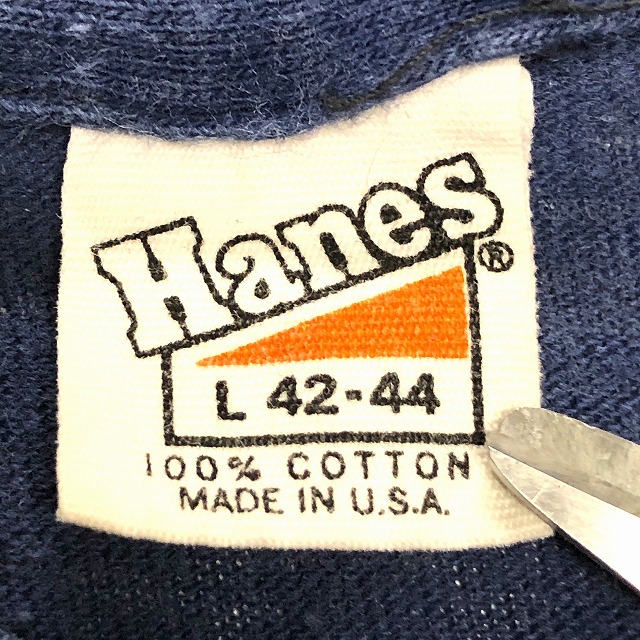 Hanes®
L 42-44
100% COTTON
MADE IN U.S.A.